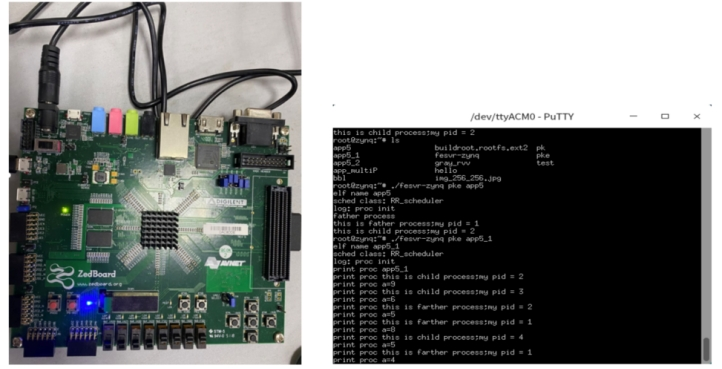 DIGILENT
AVNET
ZedBoard
zedboard.org
/dev/ttyACM0 - PuTTY
this is child process;my pid = 2
root@zynq:~# ls
app5 buildroot.rootfs.ext2 pk
app5_1 fesvr-zynq pke
app5_2 gray_rvv test
app_multiP hello
bbl img_256_256.jpg
root@zynq:~# ./fesvr-zynq pke app5
elf name app5
sched class: RR_scheduler
log: proc init
father process
this is father process;my pid = 1
this is child process;my pid = 2
root@zynq:~# ./fesvr-zynq pke app5_1
elf name app5_1
sched class: RR_scheduler
log: proc init
print proc app5_1
print proc this is child process;my pid = 2
print proc a=9
print proc this is child process;my pid = 3
print proc a=6
print proc this is farther process;my pid = 2
print proc a=5
print proc this is farther process;my pid = 1
print proc a=8
print proc this is child process;my pid = 4
print proc a=5
print proc this is farther process;my pid = 1
print proc a=4